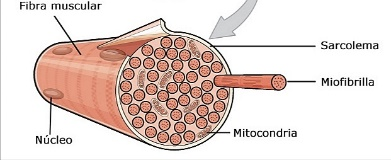 Fibra muscular
Sarcolema
Miofibrilla
Mitocondria
Núcleo